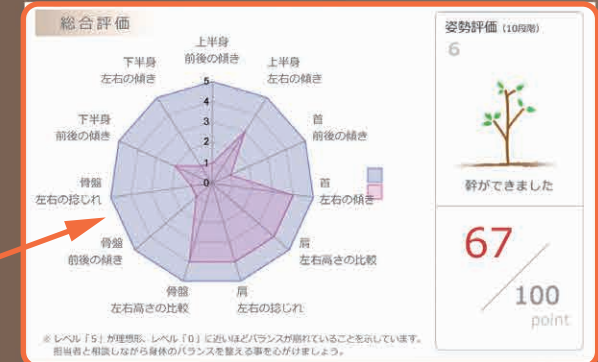 総合評価
上半身
前後の傾き
上半身
左右の傾き
首
前後の傾き
首
左右の傾き
肩
左右高さの比較
肩
左右の捻じれ
骨盤
左右高さの比較
骨盤
前後の傾き
骨盤
左右の捻じれ
下半身
前後の傾き
下半身
左右の傾き
5
4
3
2
1
0
※ レベル「5」が理想形、レベル「0」に近いほどバランスが崩れていることを示しています。
担当者と相談しながら身体のバランスを整える事を心がけましょう。
姿勢評価（10段階）
6
幹ができました
67
100
point